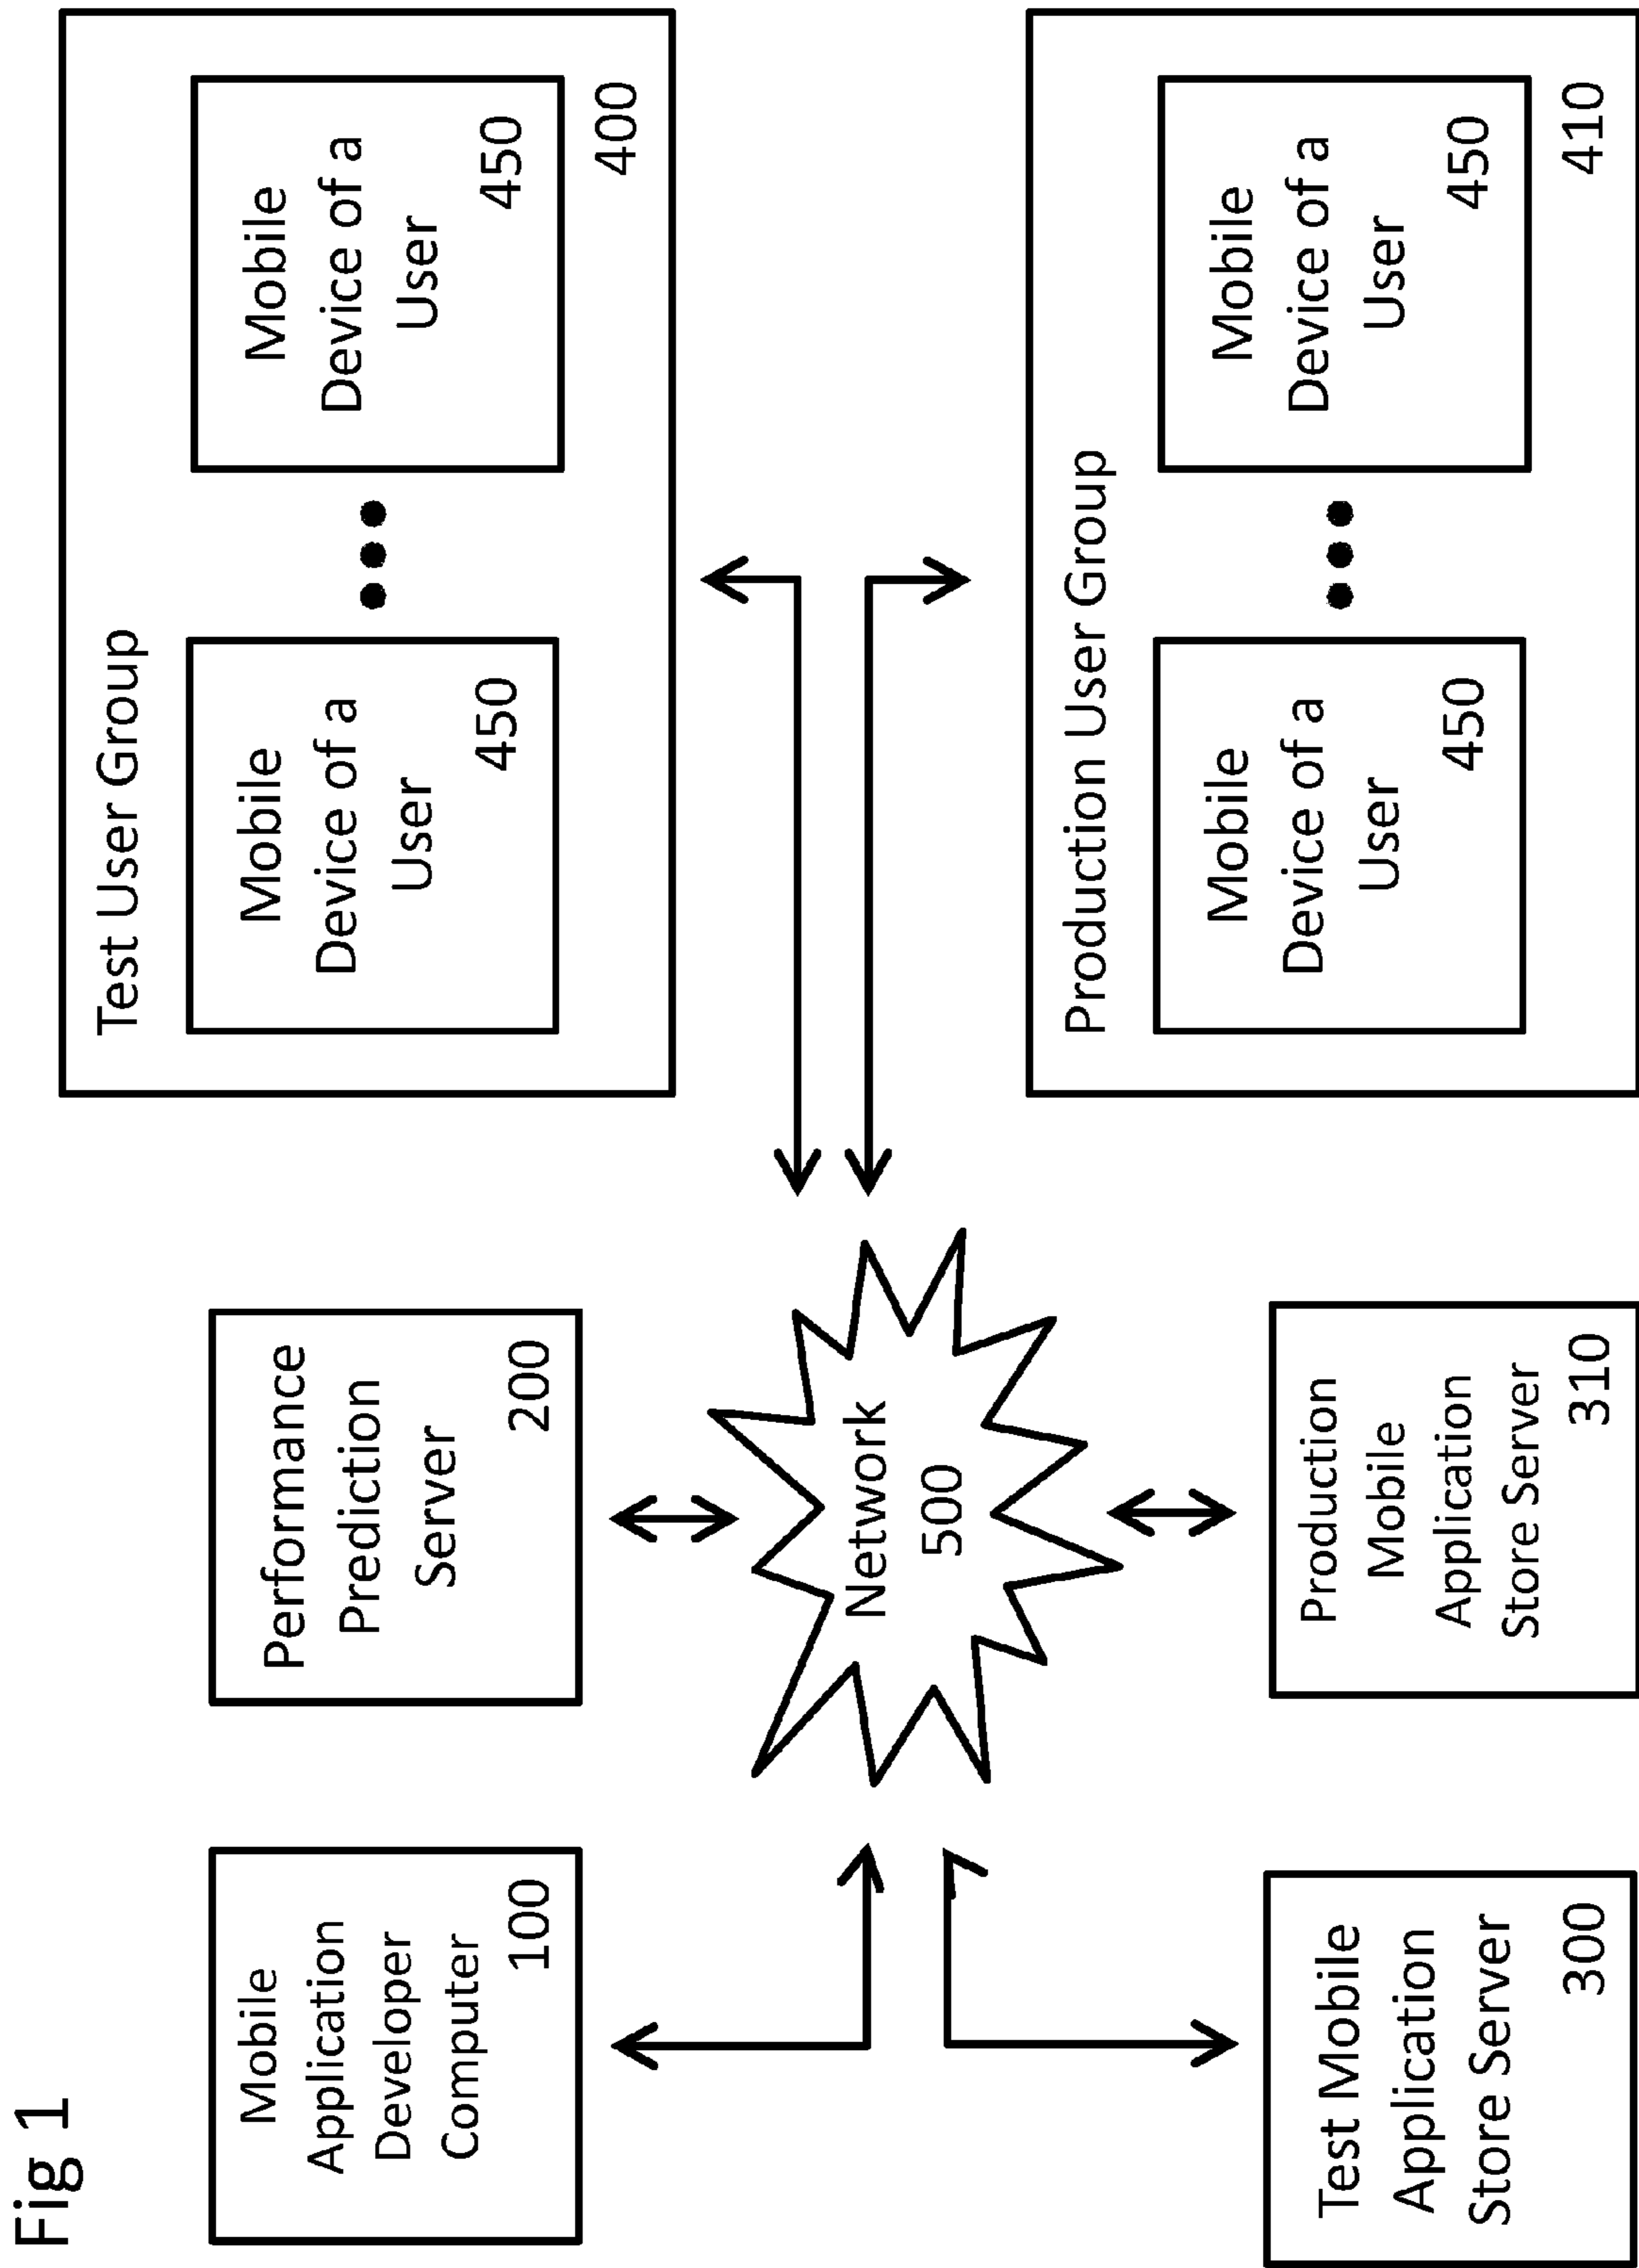 Fig 1
Mobile
Application
Developer
Computer
100
Performance
Prediction
Server
200
Test User Group
Mobile
Device of a
User
450
Mobile
Device of a
User
450
400
Network
500
Test Mobile
Application
Store Server
300
Production
Mobile
Application
Store Server
310
Production User Group
Mobile
Device of a
User
450
Mobile
Device of a
User
450
410